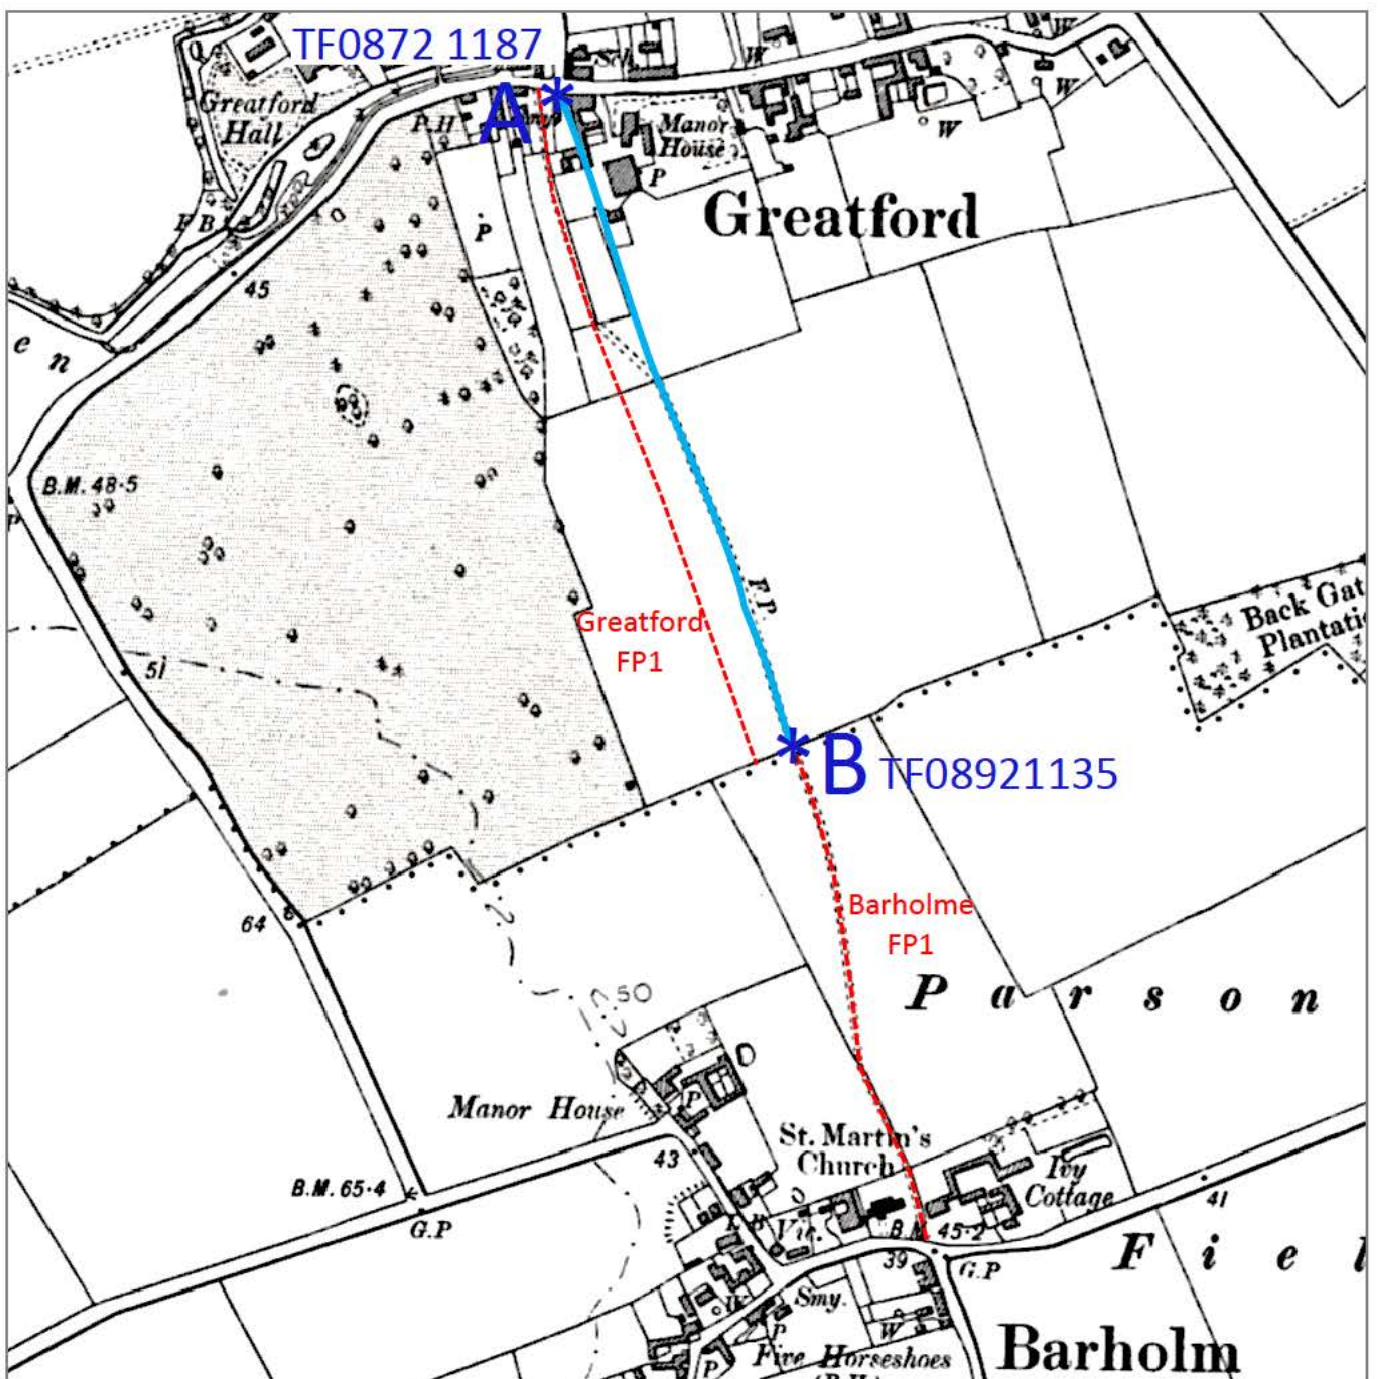 TF0872 1187
Sch.
W
W
Greatford
Hall
P.H
A
Smy.
Manor
House
W
W
P
Greatford
F B
P
45
e n
B.M. 48·5
F.P.
Back Gat
Plantati
Greatford
FP1
51
B
TF08921135
Barholme
FP1
64
P a r s o n
50
Manor House
P
St. Martin's
Church
43
Ivy
Cottage
B.M. 65·4
41
G.P
Vic.
B.M 45·2
39
G.P
F i e l
Smy.
W
P
W
Five Horseshoes
P
(P.H.)
Barholm